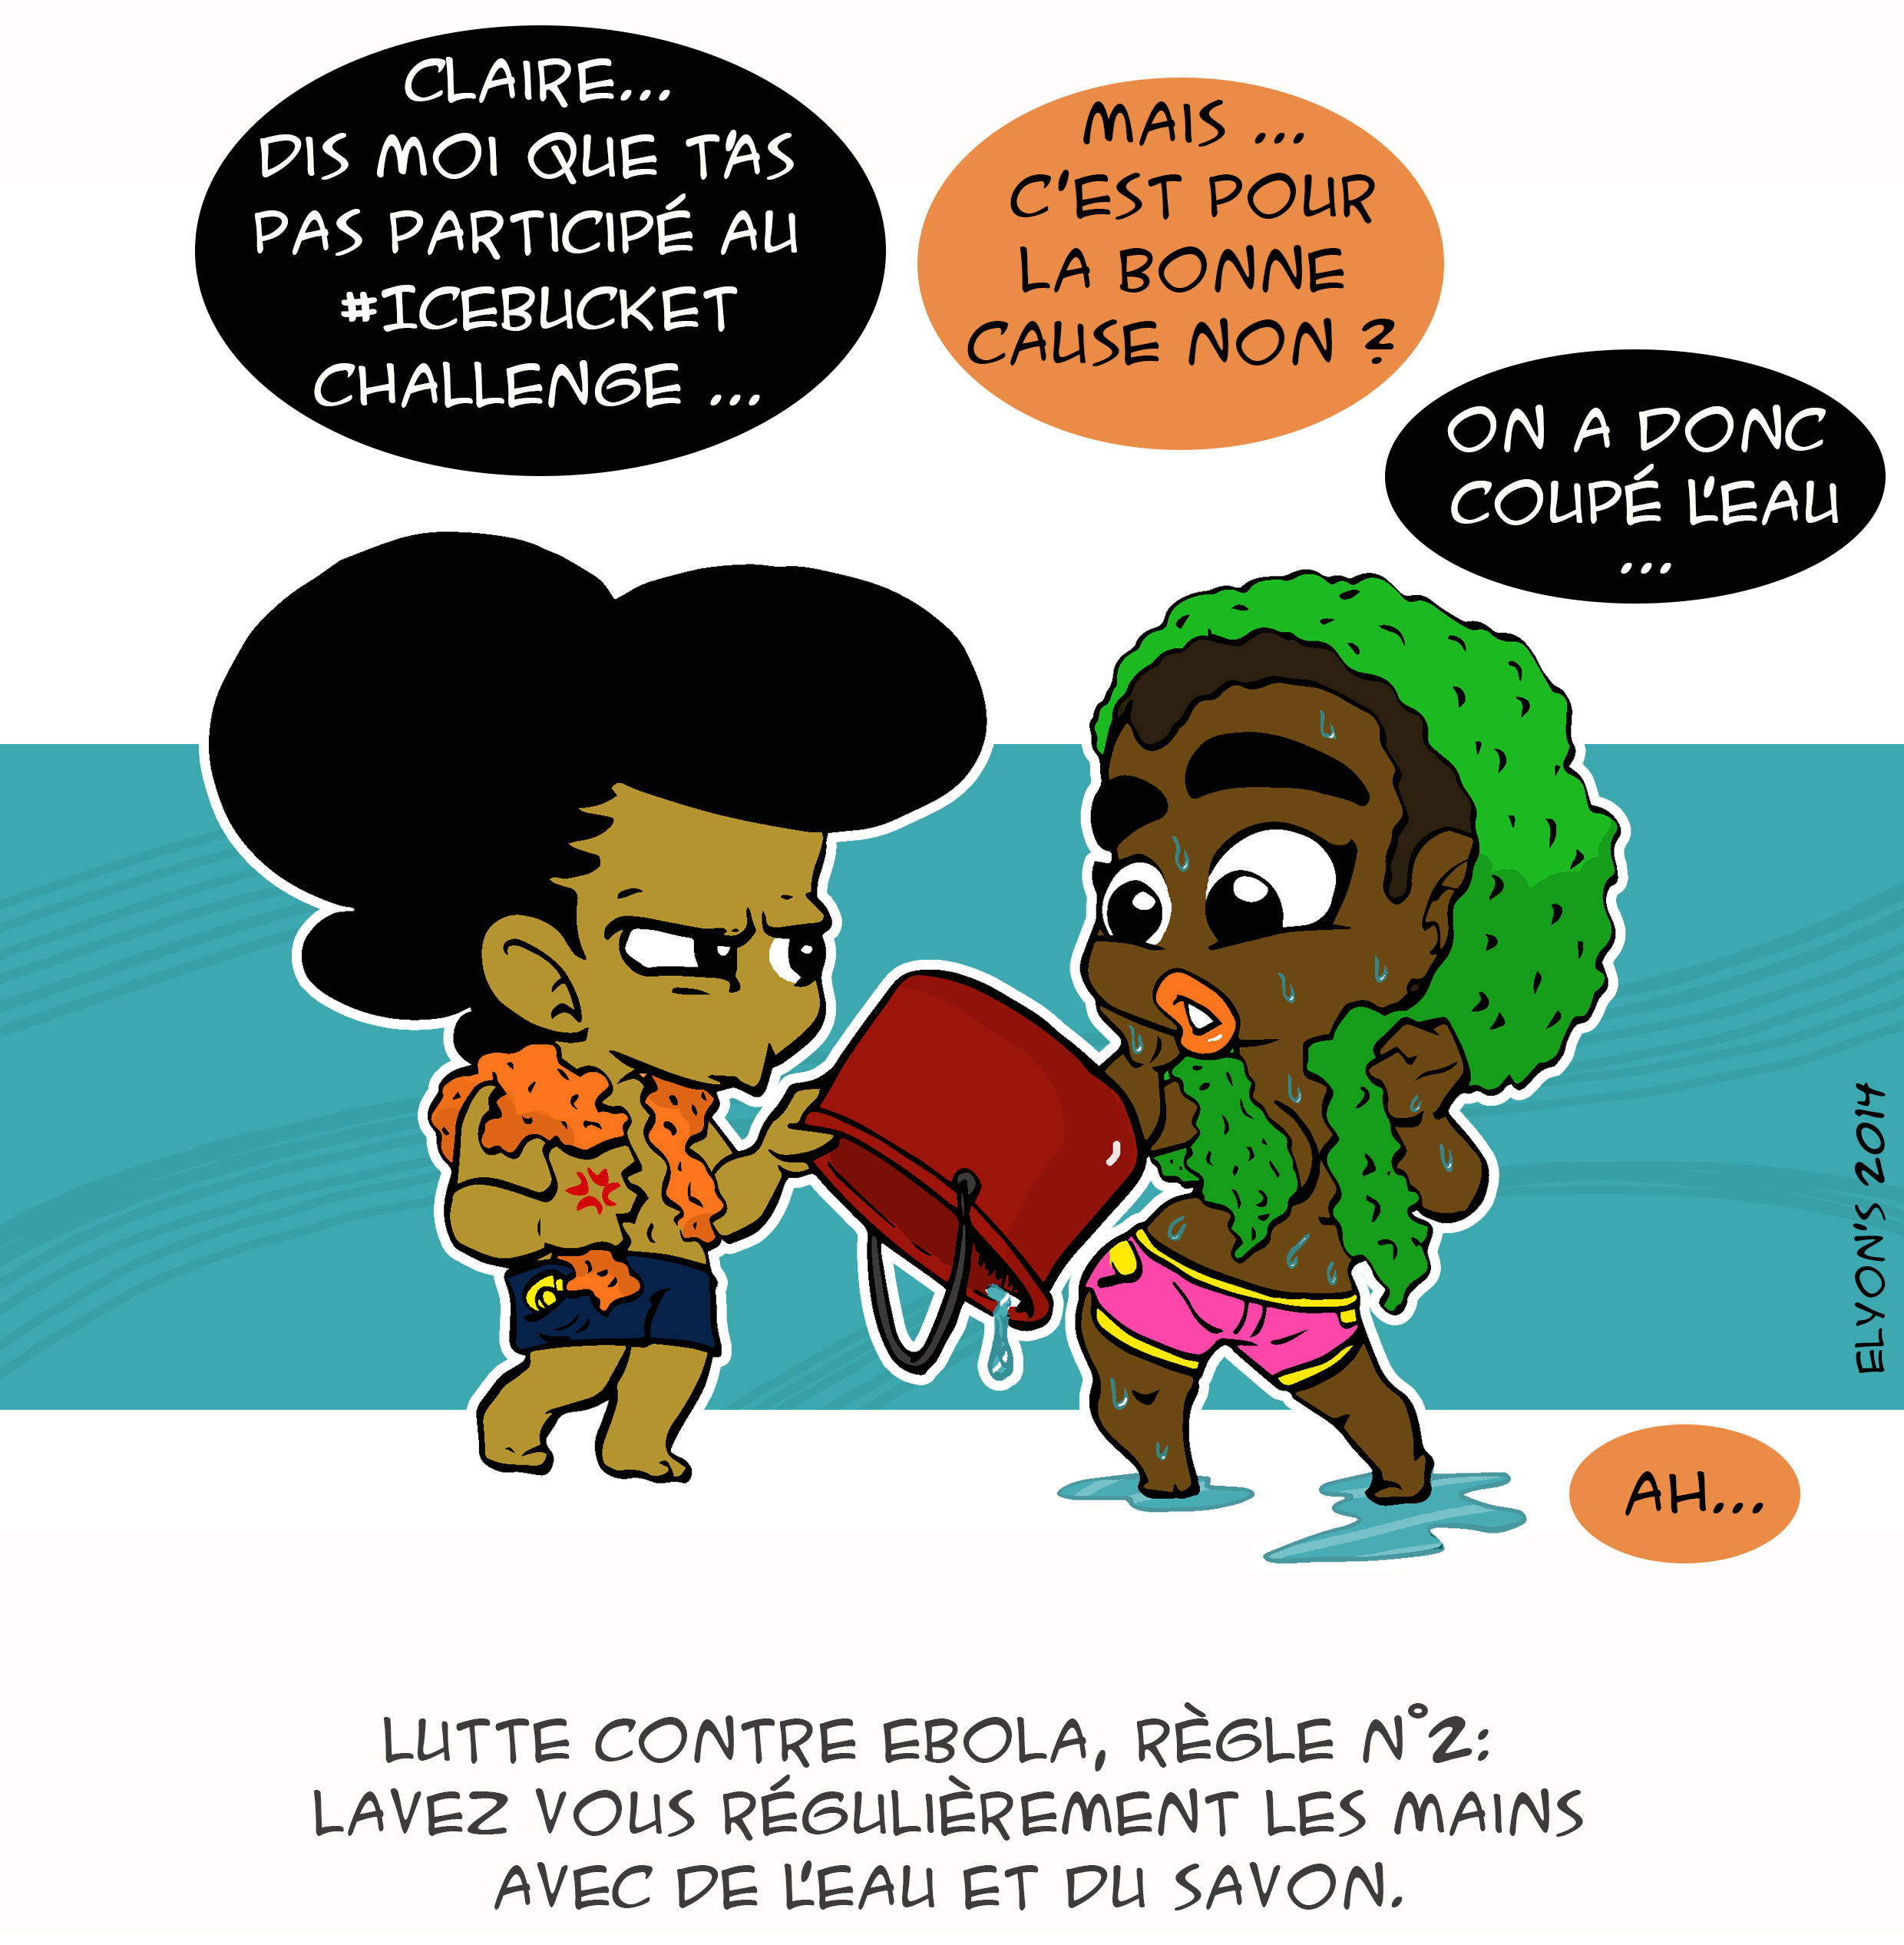 CLAIRE...
DIS MOI QUE T'AS
PAS PARTICIPÉ AU
#ICEBUCKET
CHALLENGE ...
MAIS ...
C'EST POUR
LA BONNE
CAUSE NON ?
ON A DONC
COUPÉ L'EAU
...
AH...
ELYON'S 2014
LUTTE CONTRE EBOLA, RÈGLE N°2:
LAVEZ VOUS RÉGULIÈREMENT LES MAINS
AVEC DE L'EAU ET DU SAVON.